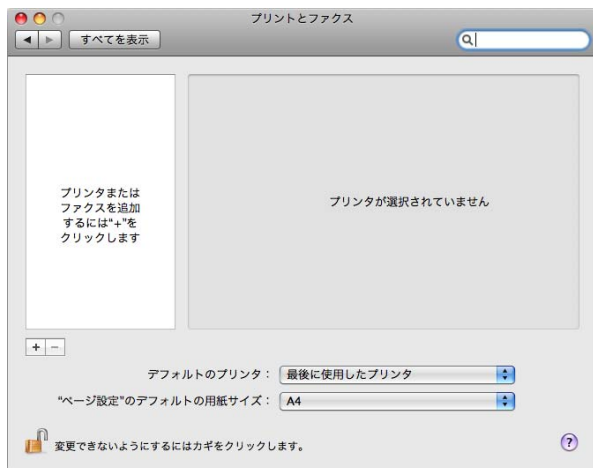 プリントとファクス
すべてを表示
プリンタまたは
ファクスを追加
するには“+”を
クリックします
プリンタが選択されていません
+ −
デフォルトのプリンタ： 最後に使用したプリンタ
“ページ設定”のデフォルトの用紙サイズ： A4
変更できないようにするにはカギをクリックします。
?